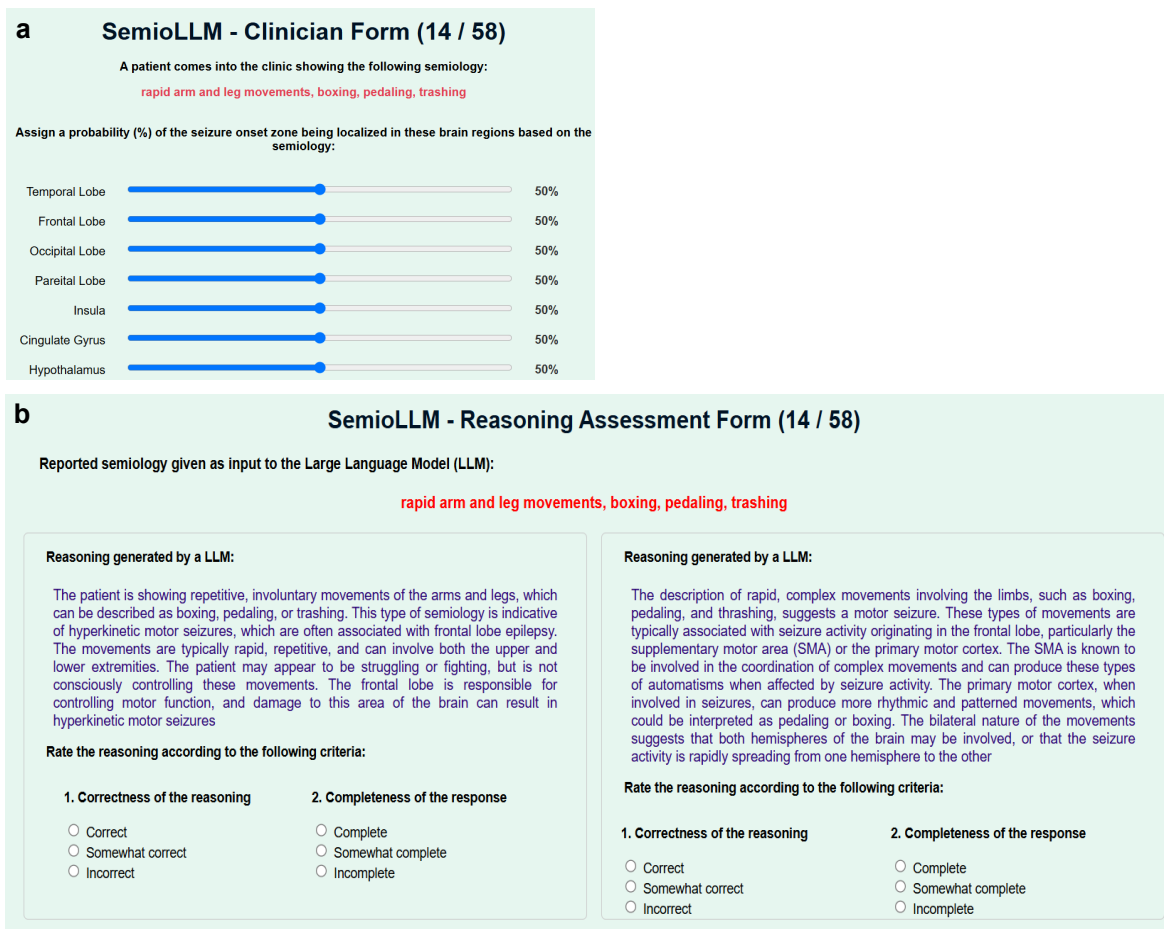 a
SemioLLM - Clinician Form (14 / 58)
A patient comes into the clinic showing the following semiology:
rapid arm and leg movements, boxing, pedaling, trashing
Assign a probability (%) of the seizure onset zone being localized in these brain regions based on the
semiology:
Temporal Lobe 50%
Frontal Lobe 50%
Occipital Lobe 50%
Pareital Lobe 50%
Insula 50%
Cingulate Gyrus 50%
Hypothalamus 50%
b
SemioLLM - Reasoning Assessment Form (14 / 58)
Reported semiology given as input to the Large Language Model (LLM):
rapid arm and leg movements, boxing, pedaling, trashing
Reasoning generated by a LLM:
The patient is showing repetitive, involuntary movements of the arms and legs, which
can be described as boxing, pedaling, or trashing. This type of semiology is indicative
of hyperkinetic motor seizures, which are often associated with frontal lobe epilepsy.
The movements are typically rapid, repetitive, and can involve both the upper and
lower extremities. The patient may appear to be struggling or fighting, but is not
consciously controlling these movements. The frontal lobe is responsible for
controlling motor function, and damage to this area of the brain can result in
hyperkinetic motor seizures
Rate the reasoning according to the following criteria:
1. Correctness of the reasoning
Correct
Somewhat correct
Incorrect
2. Completeness of the response
Complete
Somewhat complete
Incomplete
Reasoning generated by a LLM:
The description of rapid, complex movements involving the limbs, such as boxing,
pedaling, and thrashing, suggests a motor seizure. These types of movements are
typically associated with seizure activity originating in the frontal lobe, particularly the
supplementary motor area (SMA) or the primary motor cortex. The SMA is known to
be involved in the coordination of complex movements and can produce these types
of automatisms when affected by seizure activity. The primary motor cortex, when
involved in seizures, can produce more rhythmic and patterned movements, which
could be interpreted as pedaling or boxing. The bilateral nature of the movements
suggests that both hemispheres of the brain may be involved, or that the seizure
activity is rapidly spreading from one hemisphere to the other
Rate the reasoning according to the following criteria:
1. Correctness of the reasoning
Correct
Somewhat correct
Incorrect
2. Completeness of the response
Complete
Somewhat complete
Incomplete